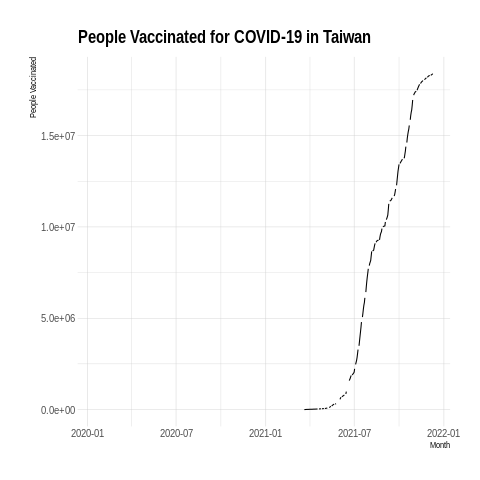 People Vaccinated for COVID-19 in Taiwan
People Vaccinated
1.5e+07
1.0e+07
5.0e+06
0.0e+00
2020-01 2020-07 2021-01 2021-07 2022-01
Month